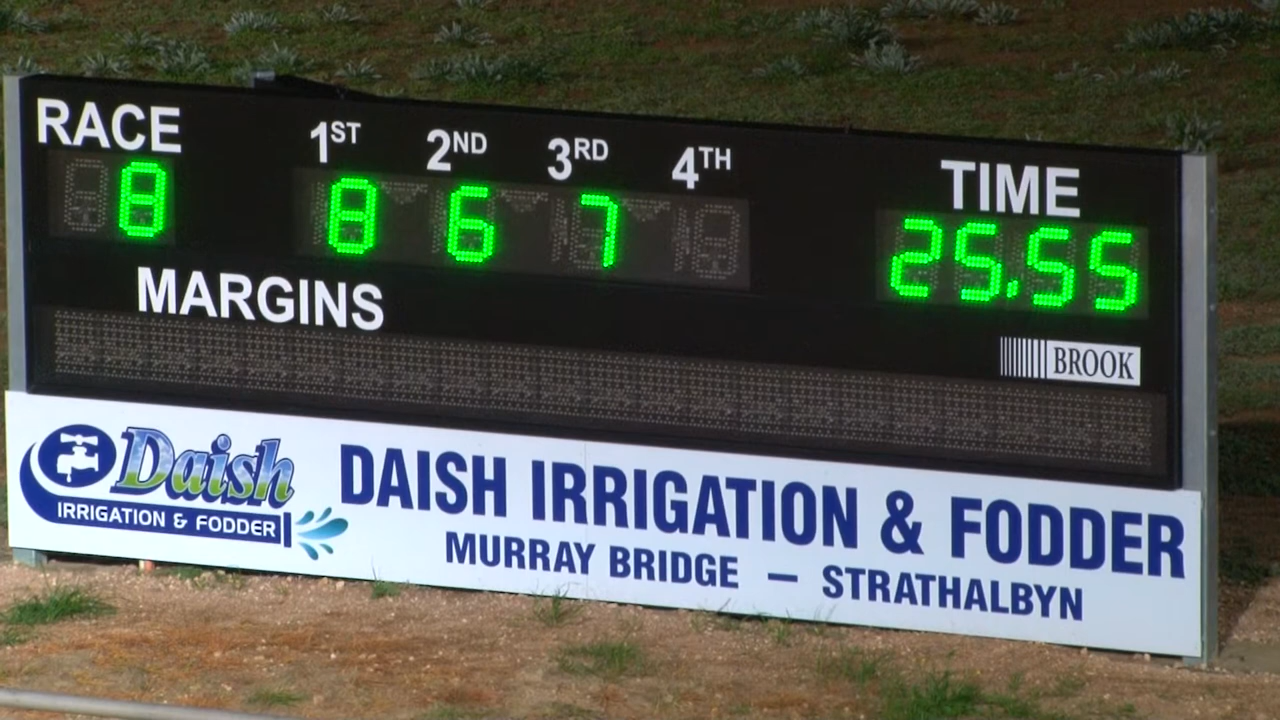 RACE 1ST 2ND 3RD 4TH TIME
8 8 6 7 25.55
MARGINS
BROOK
Daish
IRRIGATION & FODDER
DAISH IRRIGATION & FODDER
MURRAY BRIDGE – STRATHALBYN